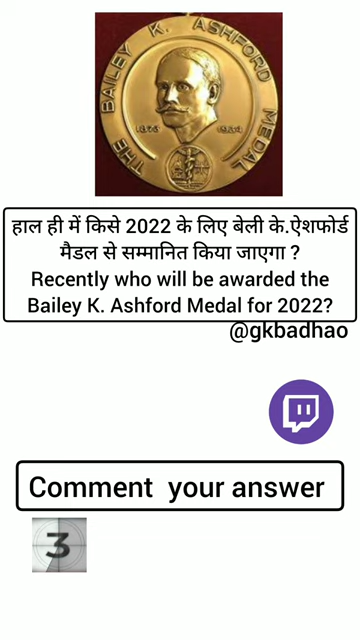 THE BAILEY K. ASHFORD MEDAL
1873 1934
हाल ही में किसे 2022 के लिए बेली के.ऐशफोर्ड
मैडल से सम्मानित किया जाएगा ?
Recently who will be awarded the
Bailey K. Ashford Medal for 2022?
@gkbadhao
Comment your answer
3